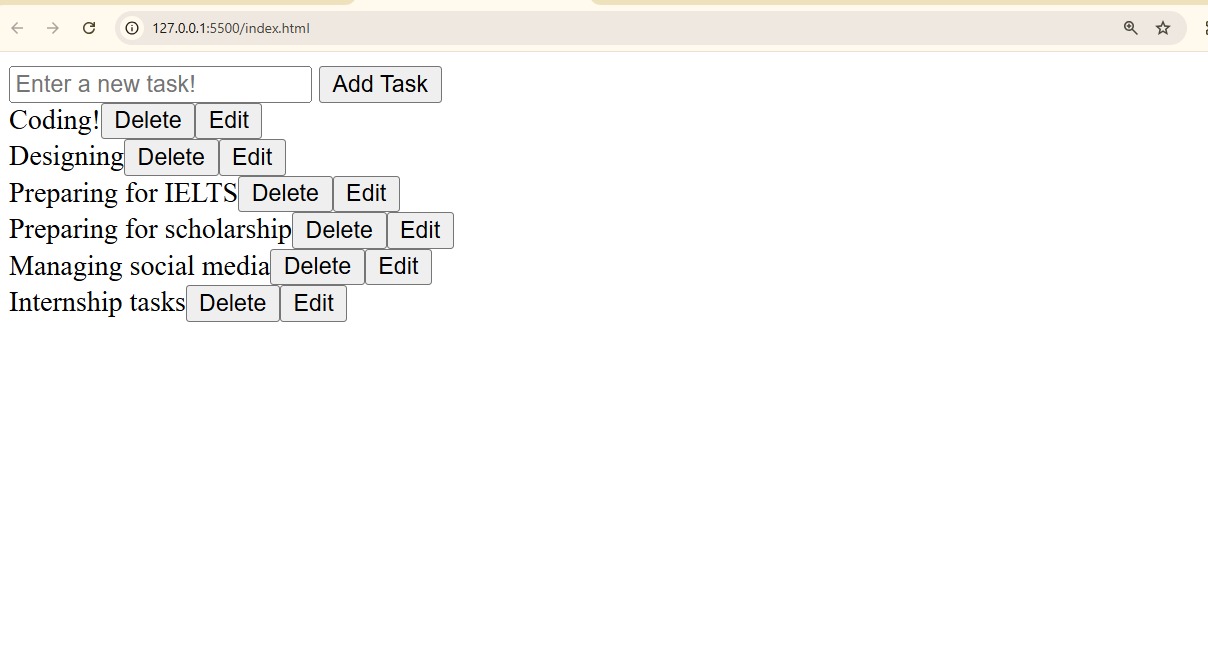 127.0.0.1:5500/index.html
Enter a new task! Add Task
Coding! Delete Edit
Designing Delete Edit
Preparing for IELTS Delete Edit
Preparing for scholarship Delete Edit
Managing social media Delete Edit
Internship tasks Delete Edit